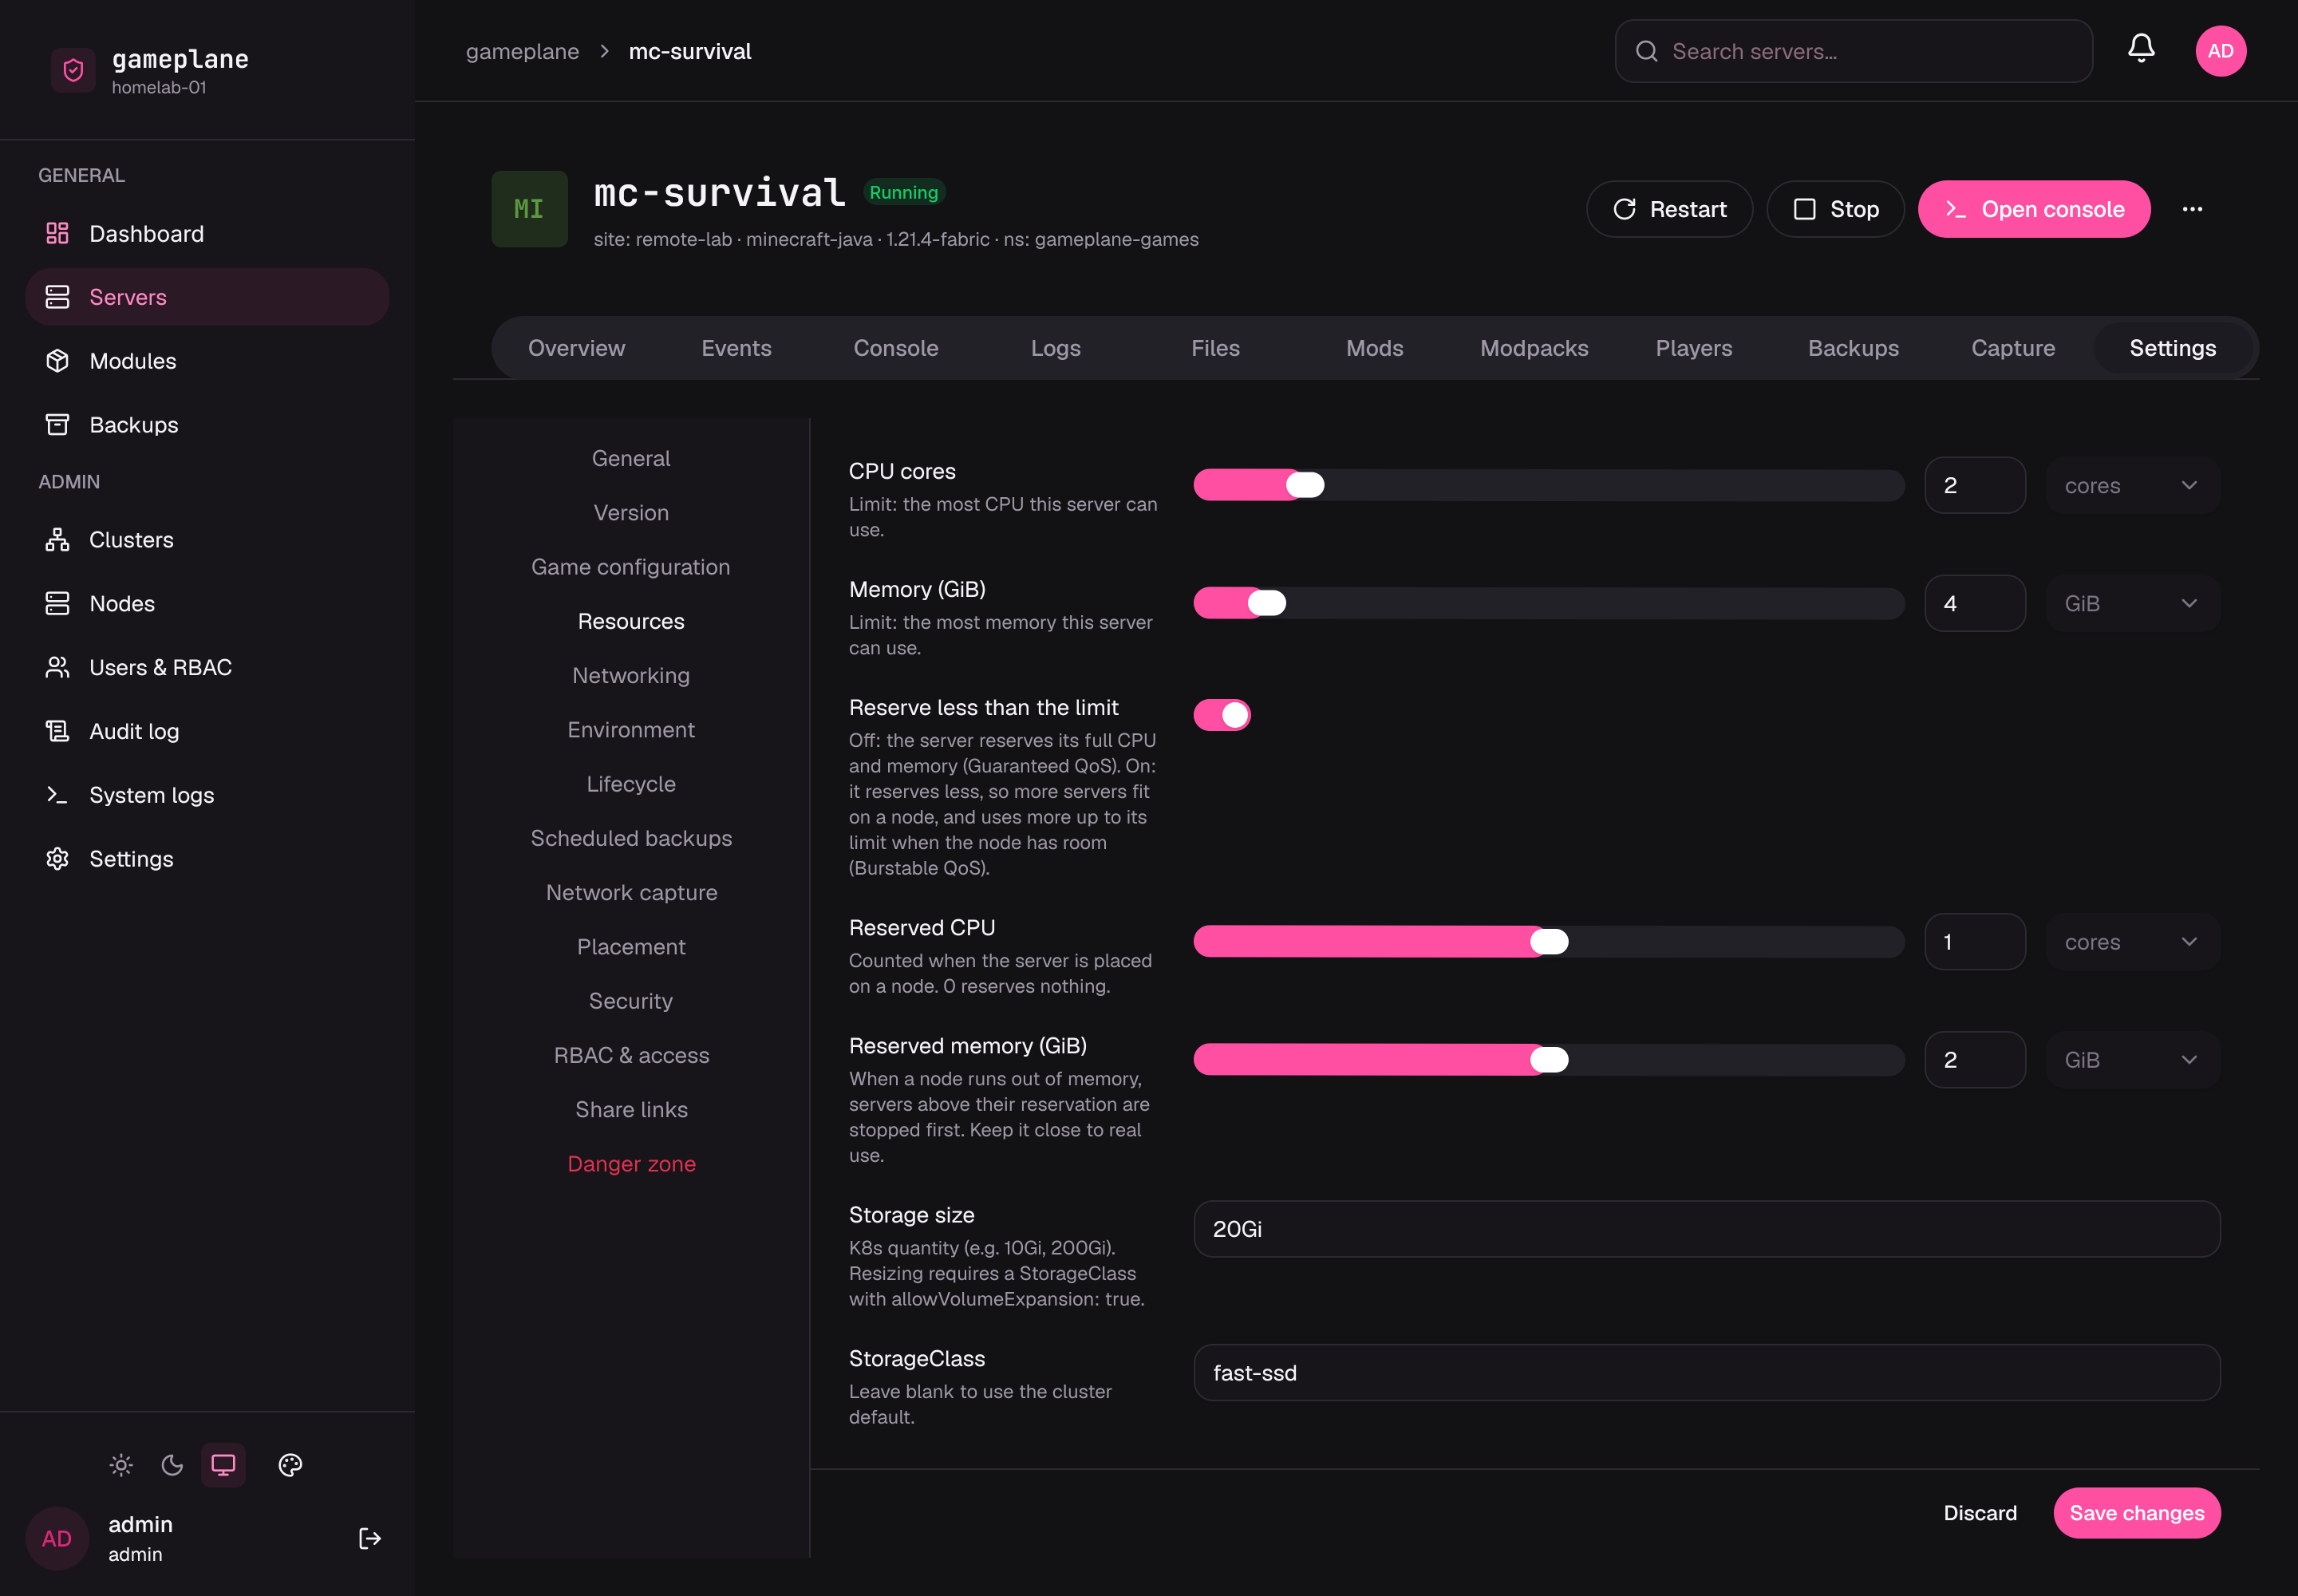 gameplane
homelab-01
GENERAL
Dashboard
Servers
Modules
Backups
ADMIN
Clusters
Nodes
Users & RBAC
Audit log
System logs
Settings
AD
admin
admin
gameplane > mc-survival
Search servers...
AD
MI
mc-survival
Running
site: remote-lab · minecraft-java · 1.21.4-fabric · ns: gameplane-games
Restart
Stop
Open console
Overview
Events
Console
Logs
Files
Mods
Modpacks
Players
Backups
Capture
Settings
General
Version
Game configuration
Resources
Networking
Environment
Lifecycle
Scheduled backups
Network capture
Placement
Security
RBAC & access
Share links
Danger zone
CPU cores
Limit: the most CPU this server can
use.
2
cores
Memory (GiB)
Limit: the most memory this server
can use.
4
GiB
Reserve less than the limit
Off: the server reserves its full CPU
and memory (Guaranteed QoS). On:
it reserves less, so more servers fit
on a node, and uses more up to its
limit when the node has room
(Burstable QoS).
Reserved CPU
Counted when the server is placed
on a node. 0 reserves nothing.
1
cores
Reserved memory (GiB)
When a node runs out of memory,
servers above their reservation are
stopped first. Keep it close to real
use.
2
GiB
Storage size
K8s quantity (e.g. 10Gi, 200Gi).
Resizing requires a StorageClass
with allowVolumeExpansion: true.
20Gi
StorageClass
Leave blank to use the cluster
default.
fast-ssd
Discard
Save changes